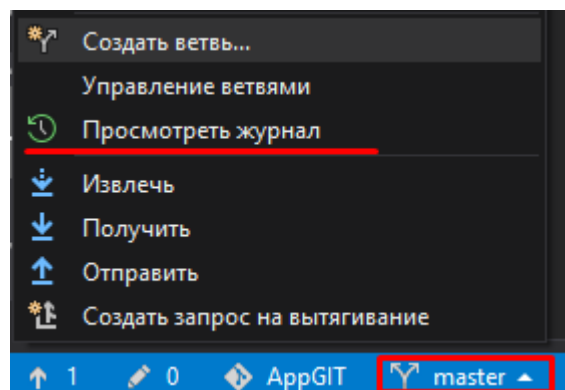 Создать ветвь...
Управление ветвями
Просмотреть журнал
Извлечь
Получить
Отправить
Создать запрос на вытягивание
1 0 AppGIT master